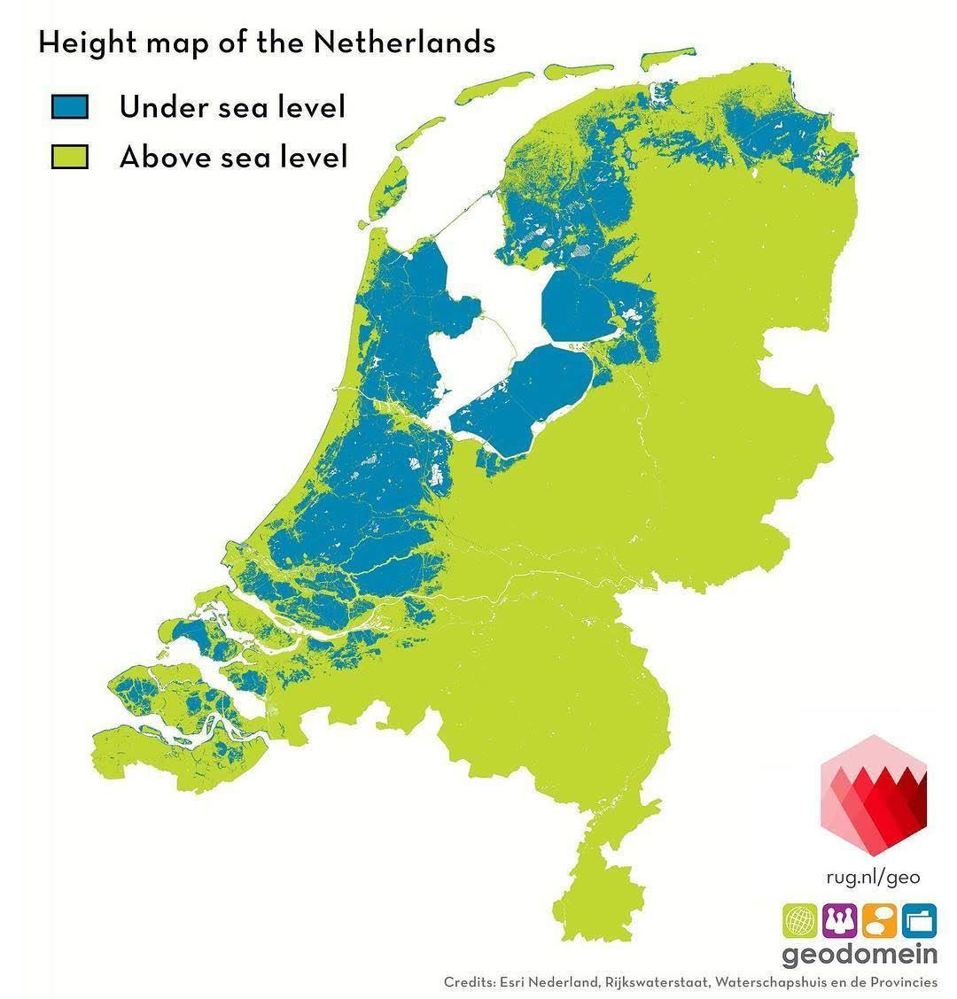 Height map of the Netherlands
Under sea level
Above sea level
rug.nl/geo
geodomein
Credits: Esri Nederland, Rijkswaterstaat, Waterschapshuis en de Provincies